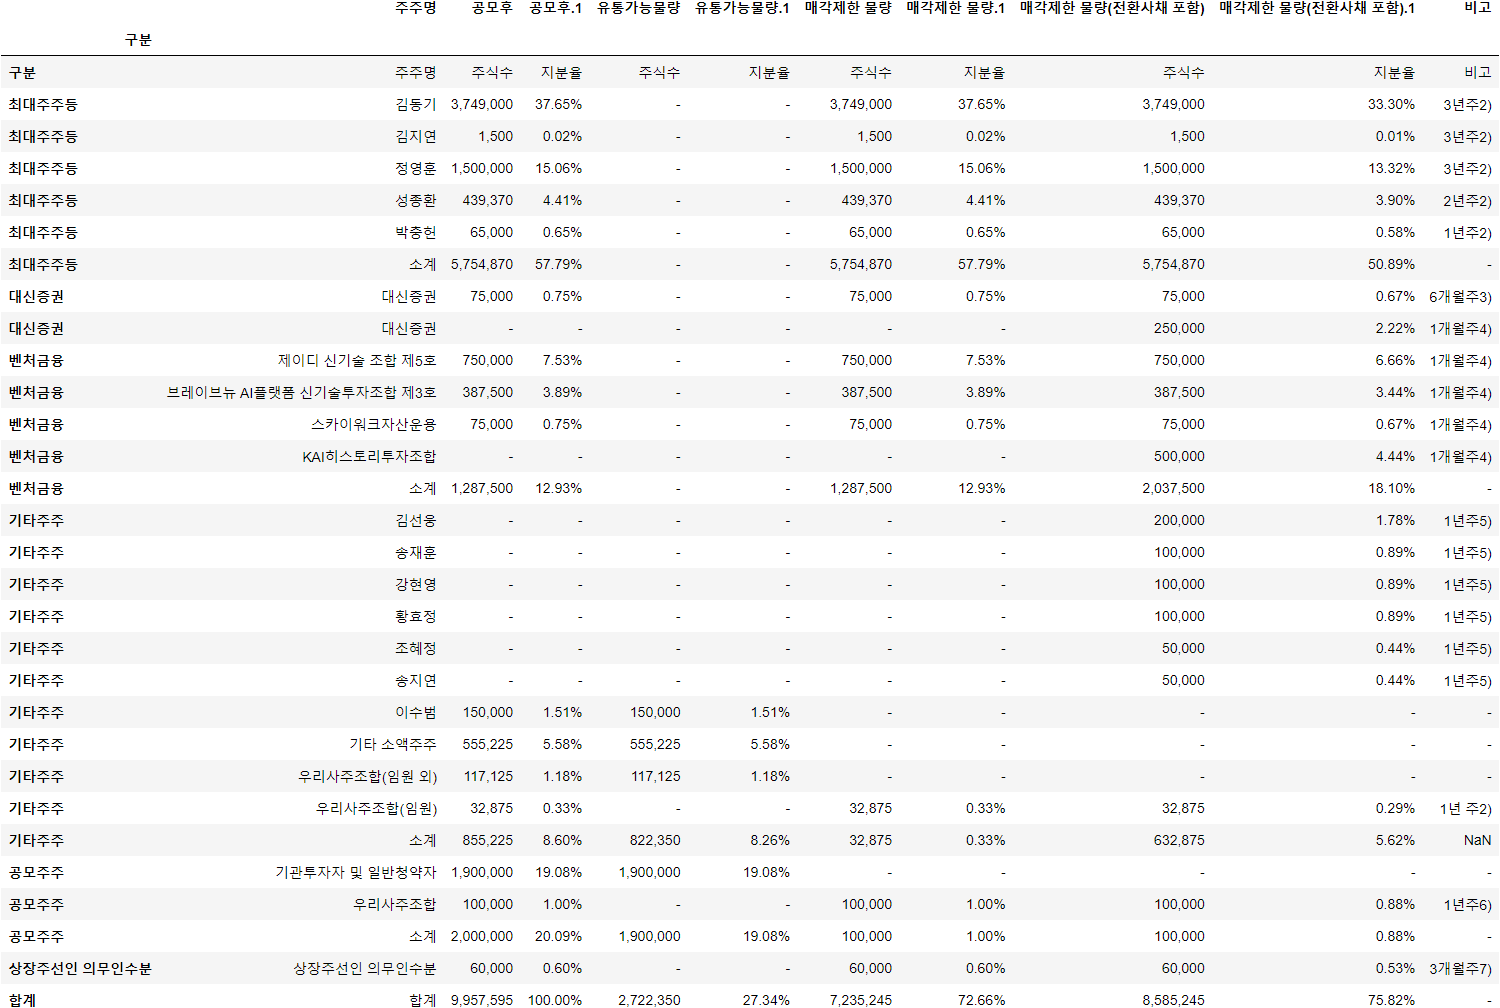 주주명 공모후 공모후.1 유통가능물량 유통가능물량.1 매각제한 물량 매각제한 물량.1 매각제한 물량(전환사채 포함) 매각제한 물량(전환사채 포함).1 비고
구분
구분 주주명 주식수 지분율 주식수 지분율 주식수 지분율 주식수 지분율 비고
최대주주등 김동기 3,749,000 37.65% - - 3,749,000 37.65% 3,749,000 33.30% 3년주2)
최대주주등 김지연 1,500 0.02% - - 1,500 0.02% 1,500 0.01% 3년주2)
최대주주등 정영훈 1,500,000 15.06% - - 1,500,000 15.06% 1,500,000 13.32% 3년주2)
최대주주등 성종환 439,370 4.41% - - 439,370 4.41% 439,370 3.90% 2년주2)
최대주주등 박충헌 65,000 0.65% - - 65,000 0.65% 65,000 0.58% 1년주2)
최대주주등 소계 5,754,870 57.79% - - 5,754,870 57.79% 5,754,870 50.89% -
대신증권 대신증권 75,000 0.75% - - 75,000 0.75% 75,000 0.67% 6개월주3)
대신증권 대신증권 - - - - - - 250,000 2.22% 1개월주4)
벤처금융 제이디 신기술 조합 제5호 750,000 7.53% - - 750,000 7.53% 750,000 6.66% 1개월주4)
벤처금융 브레이브뉴 AI플랫폼 신기술투자조합 제3호 387,500 3.89% - - 387,500 3.89% 387,500 3.44% 1개월주4)
벤처금융 스카이워크자산운용 75,000 0.75% - - 75,000 0.75% 75,000 0.67% 1개월주4)
벤처금융 KAI히스토리투자조합 - - - - - - 500,000 4.44% 1개월주4)
벤처금융 소계 1,287,500 12.93% - - 1,287,500 12.93% 2,037,500 18.10% -
기타주주 김선웅 - - - - - - 200,000 1.78% 1년주5)
기타주주 송재훈 - - - - - - 100,000 0.89% 1년주5)
기타주주 강현영 - - - - - - 100,000 0.89% 1년주5)
기타주주 황효정 - - - - - - 100,000 0.89% 1년주5)
기타주주 조혜정 - - - - - - 50,000 0.44% 1년주5)
기타주주 송지연 - - - - - - 50,000 0.44% 1년주5)
기타주주 이수범 150,000 1.51% 150,000 1.51% - - - - -
기타주주 기타 소액주주 555,225 5.58% 555,225 5.58% - - - - -
기타주주 우리사주조합(임원 외) 117,125 1.18% 117,125 1.18% - - - - -
기타주주 우리사주조합(임원) 32,875 0.33% - - 32,875 0.33% 32,875 0.29% 1년 주2)
기타주주 소계 855,225 8.60% 822,350 8.26% 32,875 0.33% 632,875 5.62% NaN
공모주주 기관투자자 및 일반청약자 1,900,000 19.08% 1,900,000 19.08% - - - - -
공모주주 우리사주조합 100,000 1.00% - - 100,000 1.00% 100,000 0.88% 1년주6)
공모주주 소계 2,000,000 20.09% 1,900,000 19.08% 100,000 1.00% 100,000 0.88% -
상장주선인 의무인수분 상장주선인 의무인수분 60,000 0.60% - - 60,000 0.60% 60,000 0.53% 3개월주7)
합계 합계 9,957,595 100.00% 2,722,350 27.34% 7,235,245 72.66% 8,585,245 75.82% -